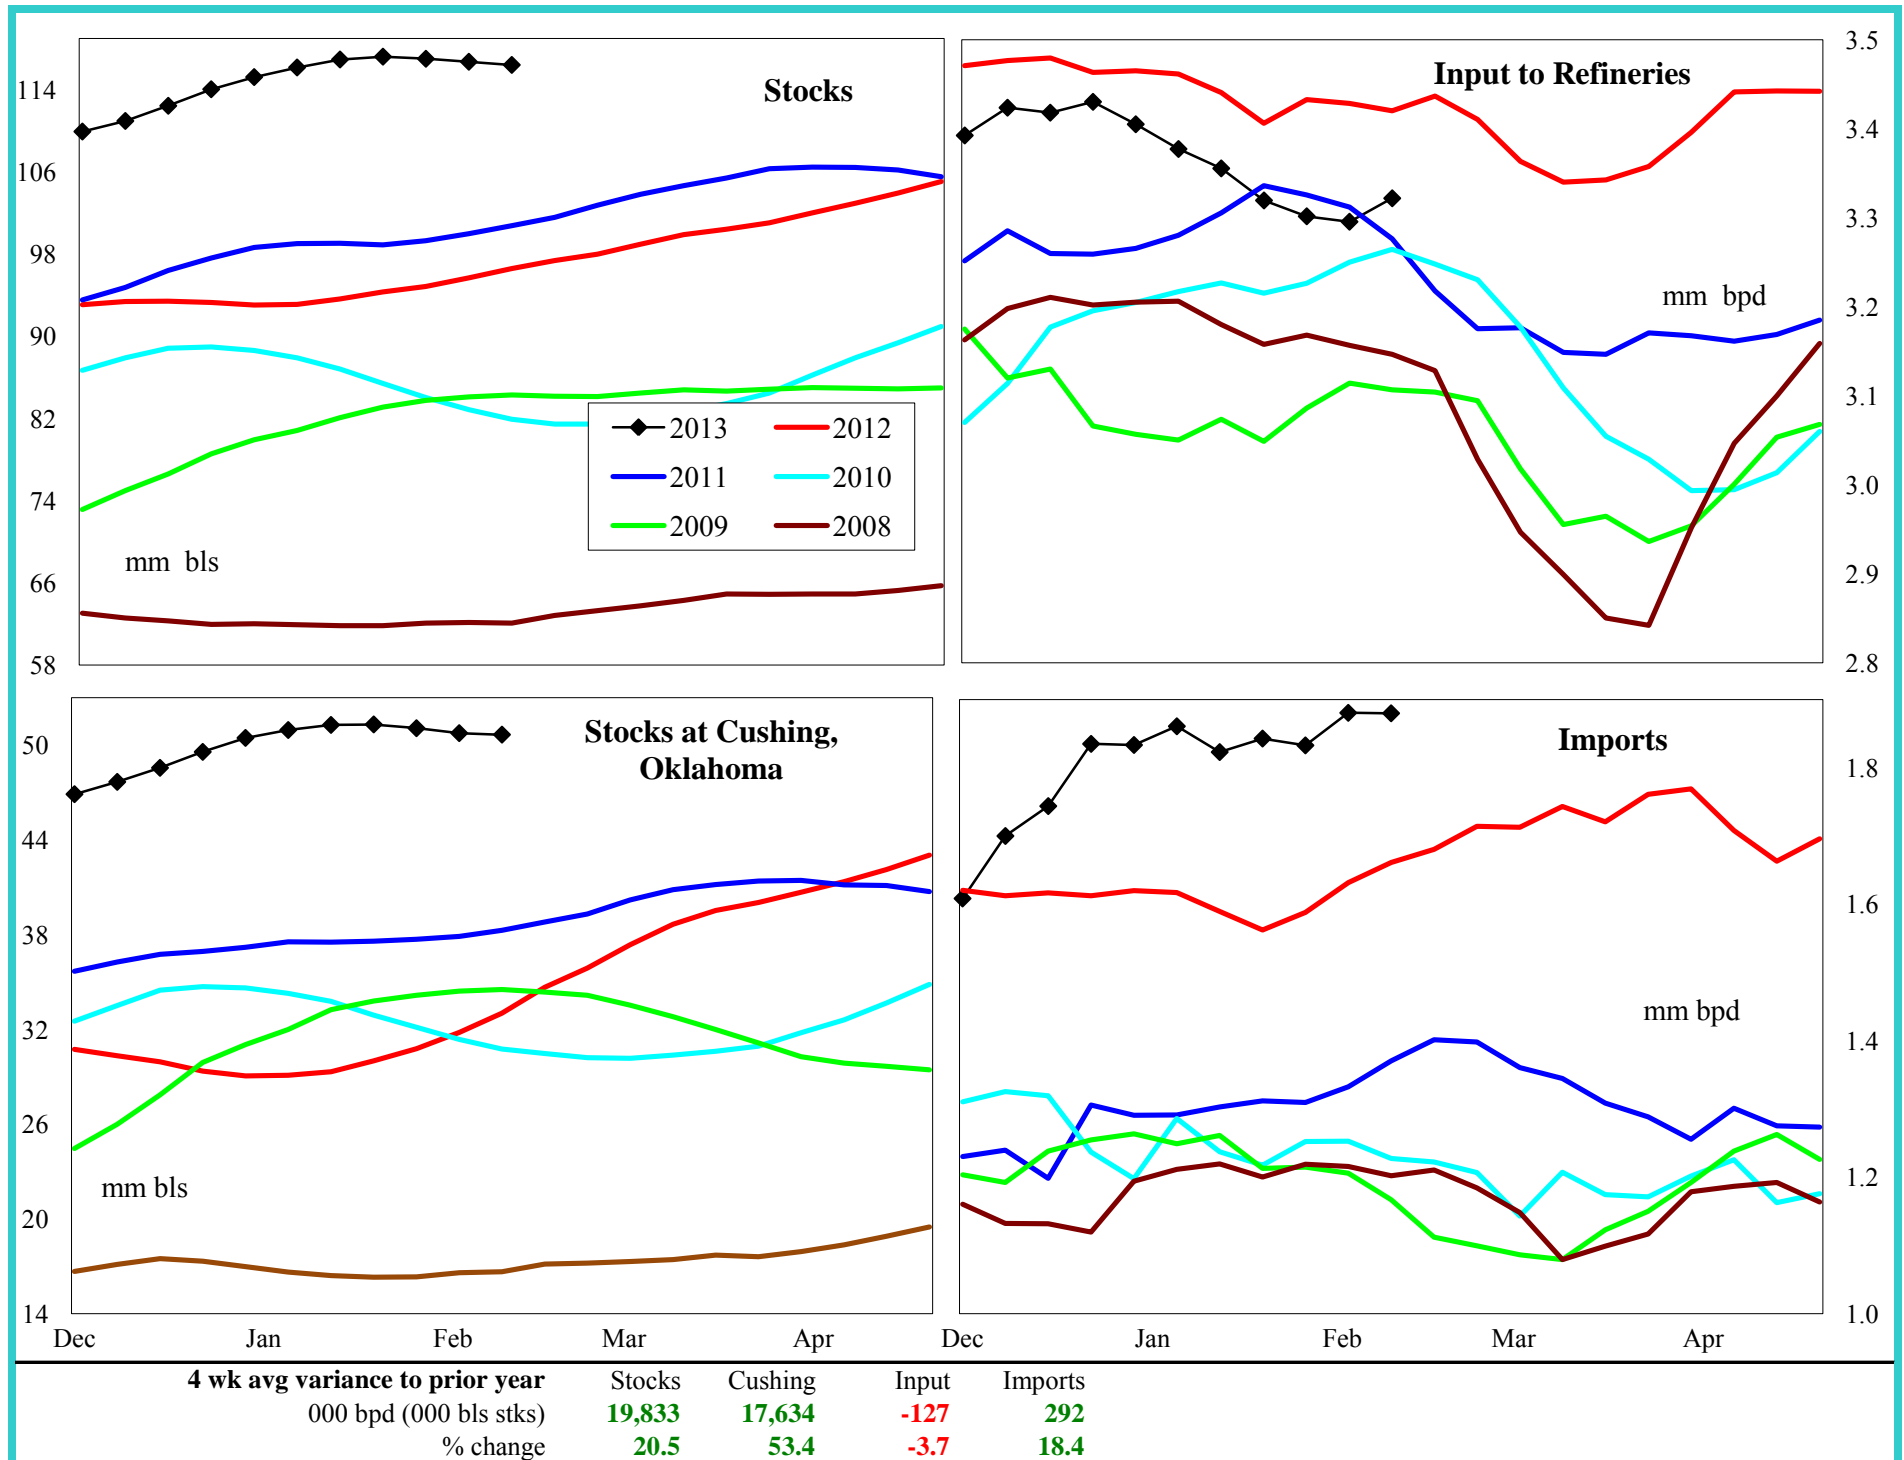 Stocks
114
106
98
90
82
74
66
58
mm bls
2013
2012
2011
2010
2009
2008
Input to Refineries
3.5
3.4
3.3
3.2
3.1
3.0
2.9
2.8
mm bpd
Stocks at Cushing,
Oklahoma
50
44
38
32
26
20
14
mm bls
Dec Jan Feb Mar Apr
Imports
1.8
1.6
1.4
1.2
1.0
mm bpd
Dec Jan Feb Mar Apr
4 wk avg variance to prior year Stocks Cushing Input Imports
000 bpd (000 bls stks) 19,833 17,634 -127 292
% change 20.5 53.4 -3.7 18.4